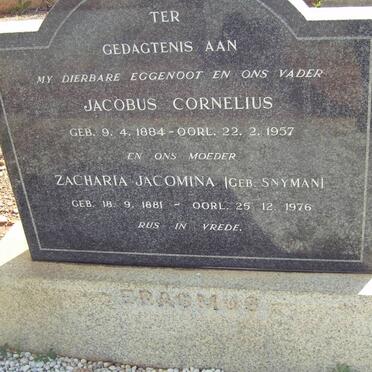 TER
GEDAGTENIS AAN
MY DIERBARE EGGENOOT EN ONS VADER
JACOBUS CORNELIUS
GEB. 9. 4. 1884 - OORL. 22. 2. 1957
EN ONS MOEDER
ZACHARIA JACOMINA [GEB. SNYMAN]
GEB. 18. 9. 1881 - OORL. 25. 12. 1976
RUS IN VREDE.
ERASMUS